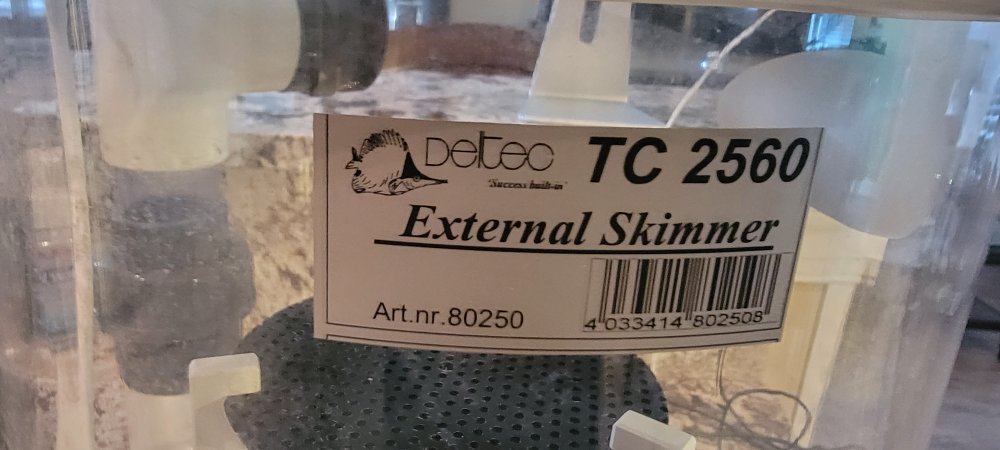 Deltec TC 2560
"Success built-in"
External Skimmer
Art.nr.80250
4 033414 802508